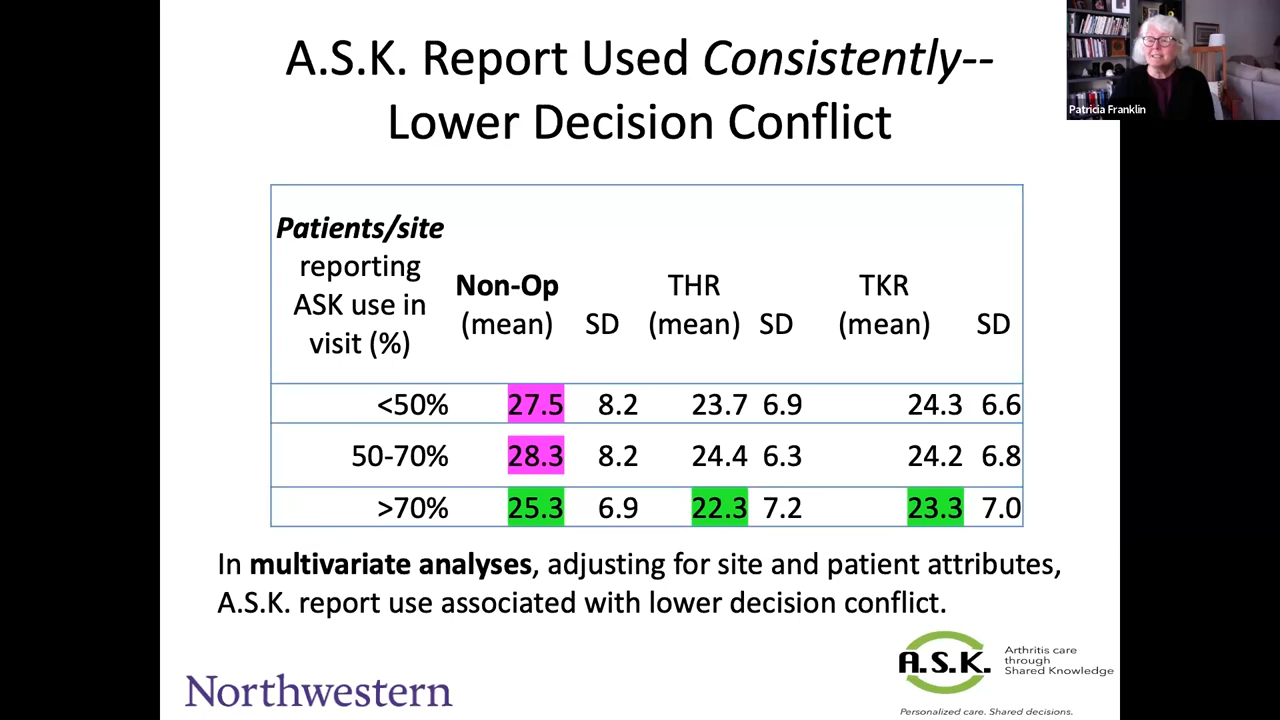 A.S.K. Report Used Consistently--
Lower Decision Conflict
Patricia Franklin
Patients/site
reporting
ASK use in
visit (%)
Non-Op
(mean) SD
THR
(mean) SD
TKR
(mean) SD
<50% 27.5 8.2 23.7 6.9 24.3 6.6
50-70% 28.3 8.2 24.4 6.3 24.2 6.8
>70% 25.3 6.9 22.3 7.2 23.3 7.0
In multivariate analyses, adjusting for site and patient attributes,
A.S.K. report use associated with lower decision conflict.
Northwestern
A.S.K.
Arthritis care
through
Shared Knowledge
Personalized care. Shared decisions.